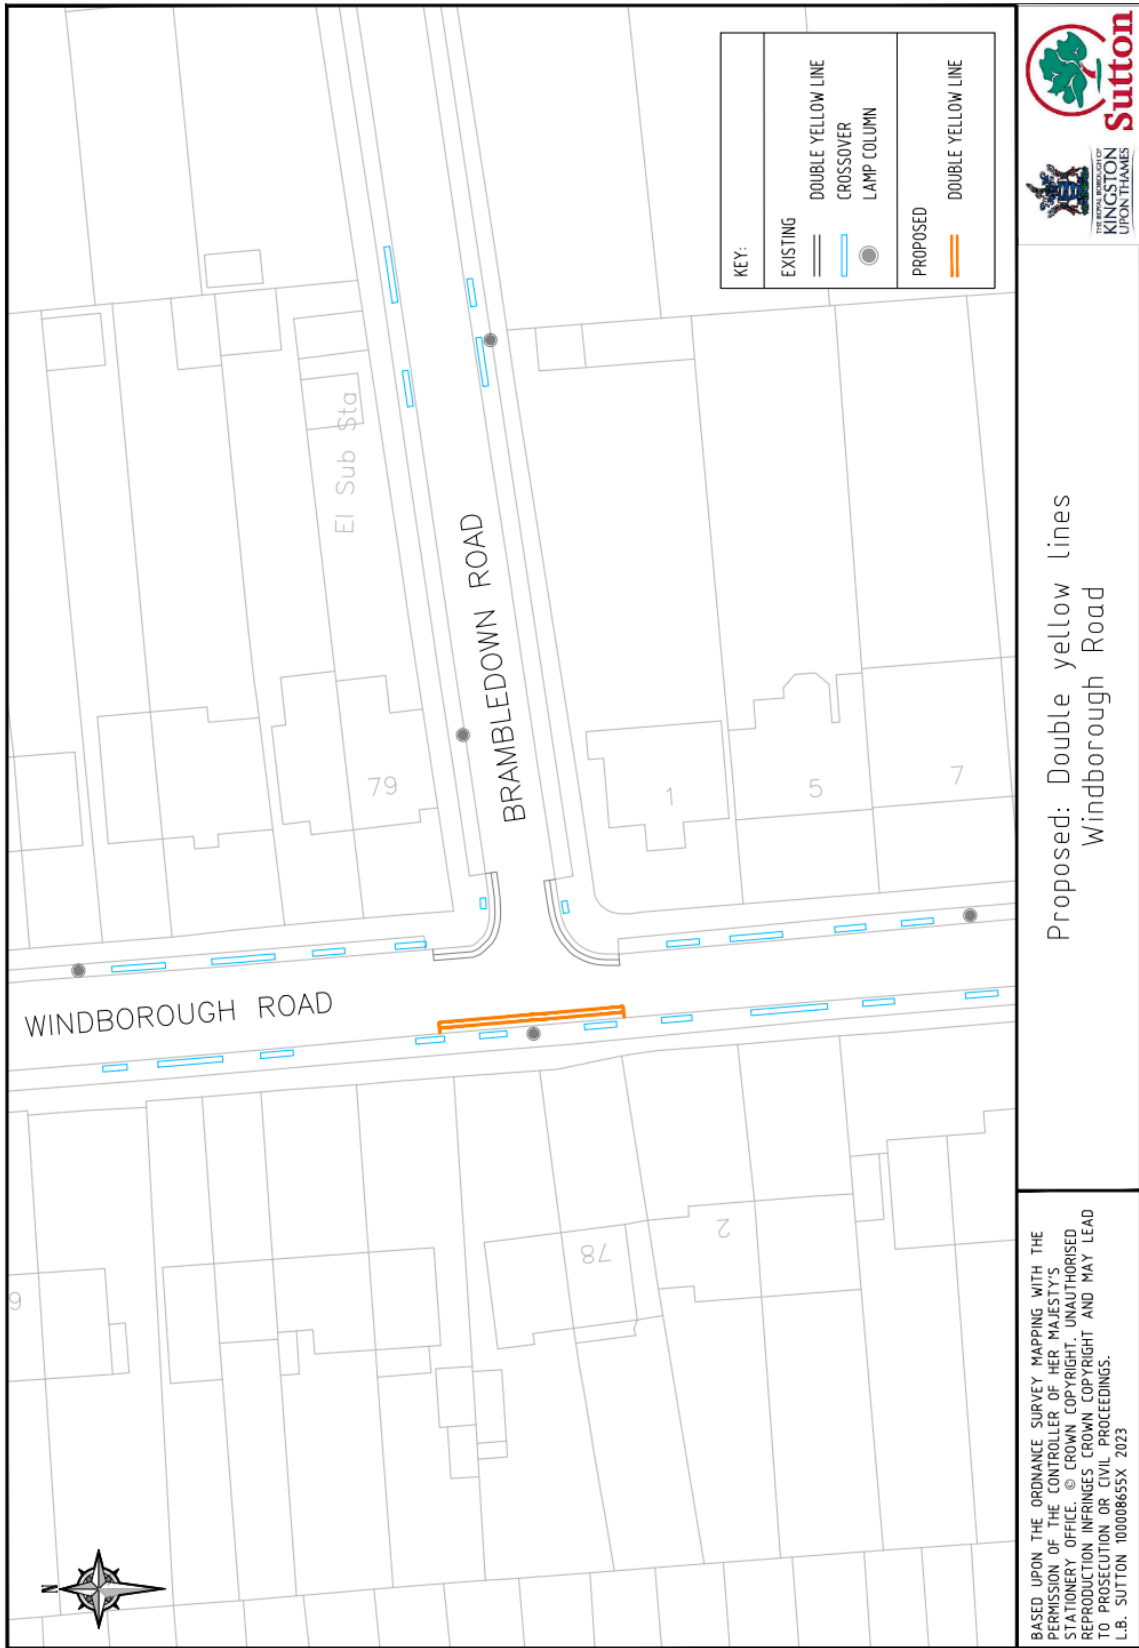 N
WINDBOROUGH ROAD
BRAMBLEDOWN ROAD
El Sub Sta
79
1
5
7
78
2
9
KEY:
EXISTING
DOUBLE YELLOW LINE
CROSSOVER
LAMP COLUMN
PROPOSED
DOUBLE YELLOW LINE
BASED UPON THE ORDNANCE SURVEY MAPPING WITH THE
PERMISSION OF THE CONTROLLER OF HER MAJESTY'S
STATIONERY OFFICE. © CROWN COPYRIGHT. UNAUTHORISED
REPRODUCTION INFRINGES CROWN COPYRIGHT AND MAY LEAD
TO PROSECUTION OR CIVIL PROCEEDINGS.
L.B. SUTTON 100008655X 2023
Proposed: Double yellow lines
Windborough Road
THE ROYAL BOROUGH OF
KINGSTON
UPON THAMES
Sutton